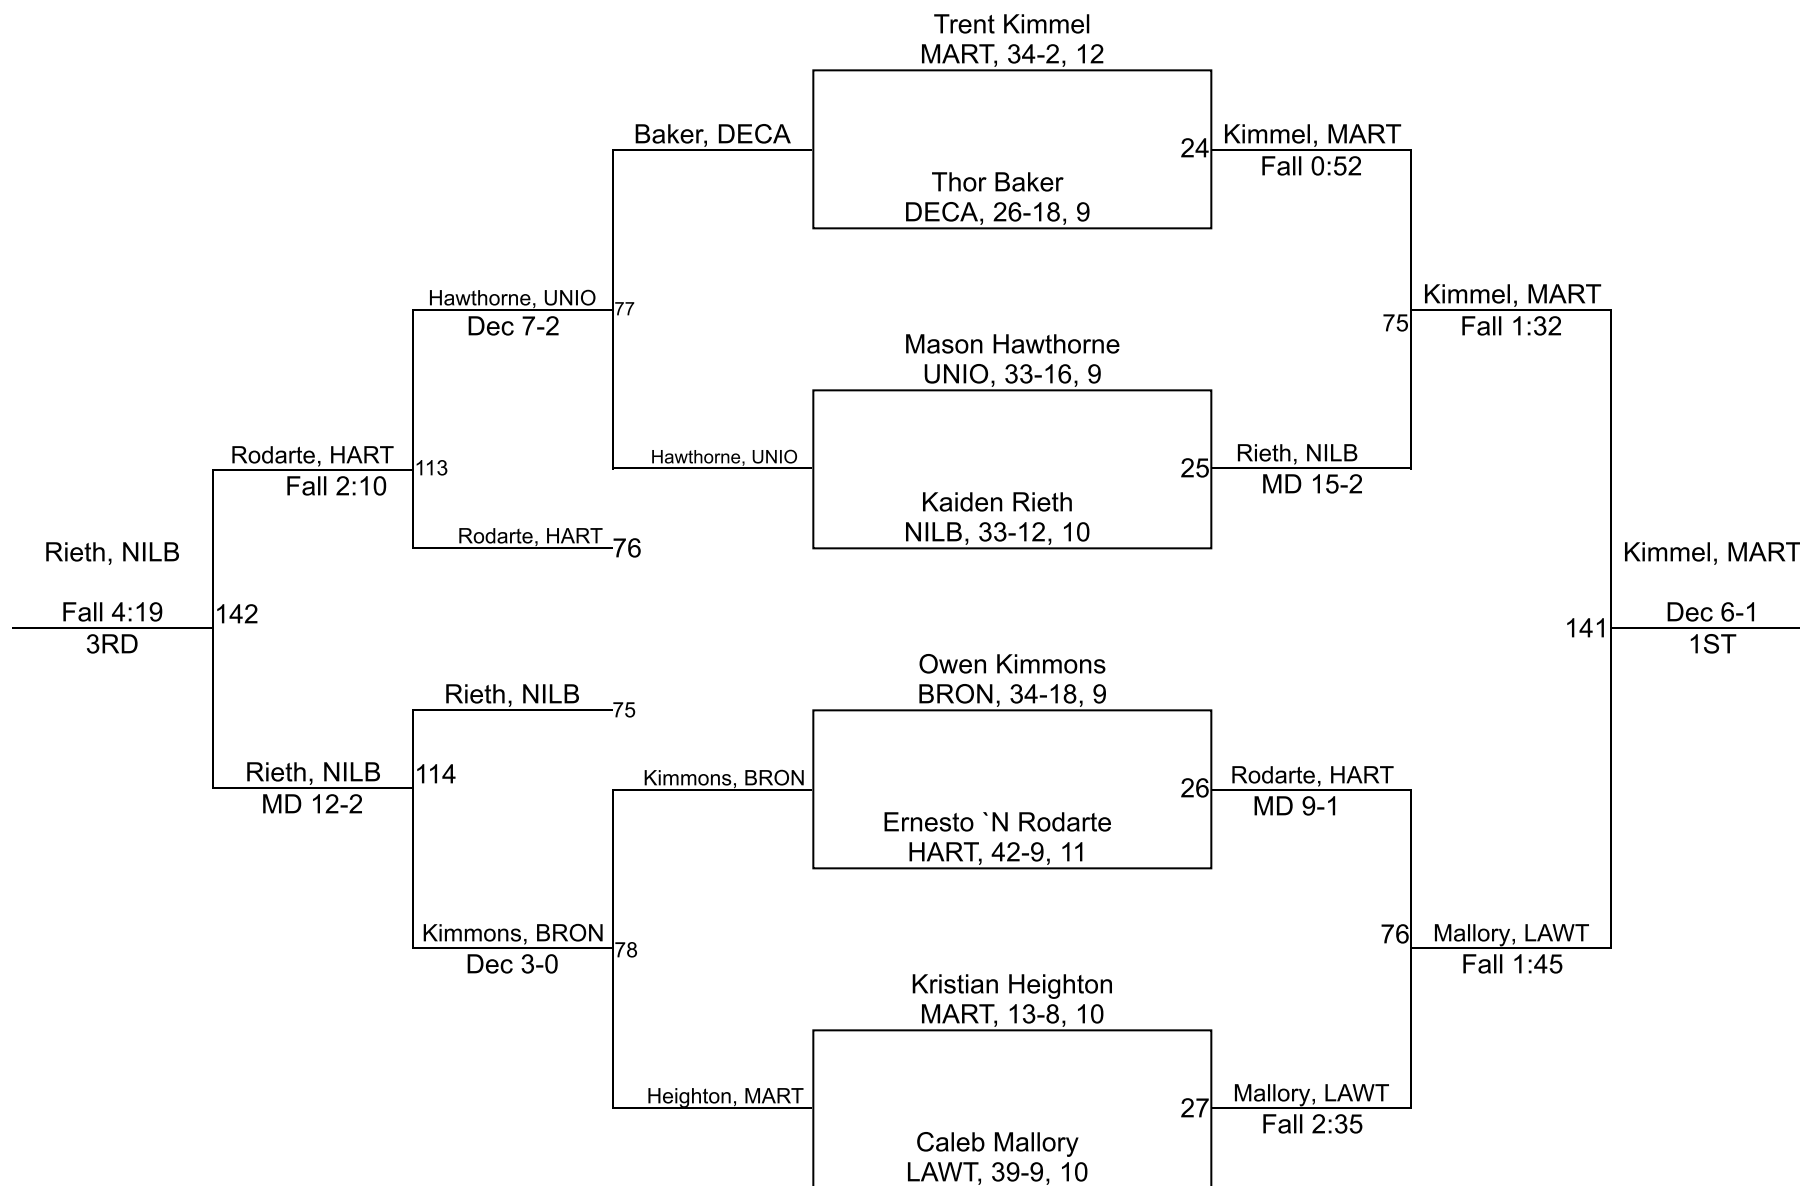 Trent Kimmel
MART, 34-2, 12
Baker, DECA
24
Kimmel, MART
Fall 0:52
Thor Baker
DECA, 26-18, 9
Hawthorne, UNIO
77
Dec 7-2
Kimmel, MART
75
Fall 1:32
Mason Hawthorne
UNIO, 33-16, 9
Rodarte, HART
113
Fall 2:10
Hawthorne, UNIO
25
Rieth, NILB
MD 15-2
Kaiden Rieth
NILB, 33-12, 10
Rodarte, HART
76
Rieth, NILB
Kimmel, MART
Fall 4:19
142
3RD
141
Dec 6-1
1ST
Owen Kimmons
BRON, 34-18, 9
Rieth, NILB
75
Rieth, NILB
114
MD 12-2
Kimmons, BRON
26
Rodarte, HART
MD 9-1
Ernesto `N Rodarte
HART, 42-9, 11
Kimmons, BRON
78
Dec 3-0
76
Mallory, LAWT
Fall 1:45
Kristian Heighton
MART, 13-8, 10
Heighton, MART
27
Mallory, LAWT
Fall 2:35
Caleb Mallory
LAWT, 39-9, 10